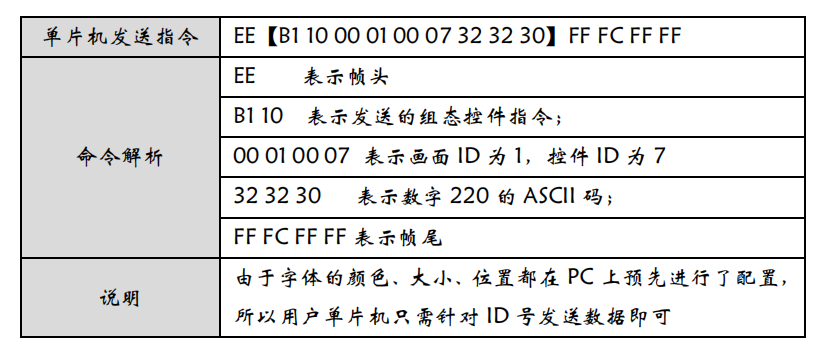 单片机发送指令
EE【B1 10 00 01 00 07 32 32 30】FF FC FF FF
命令解析
EE 表示帧头
B1 10 表示发送的组态控件指令；
00 01 00 07 表示画面 ID 为 1，控件 ID 为 7
32 32 30 表示数字 220 的 ASCII 码；
FF FC FF FF 表示帧尾
说明
由于字体的颜色、大小、位置都在 PC 上预先进行了配置，
所以用户单片机只需针对 ID 号发送数据即可